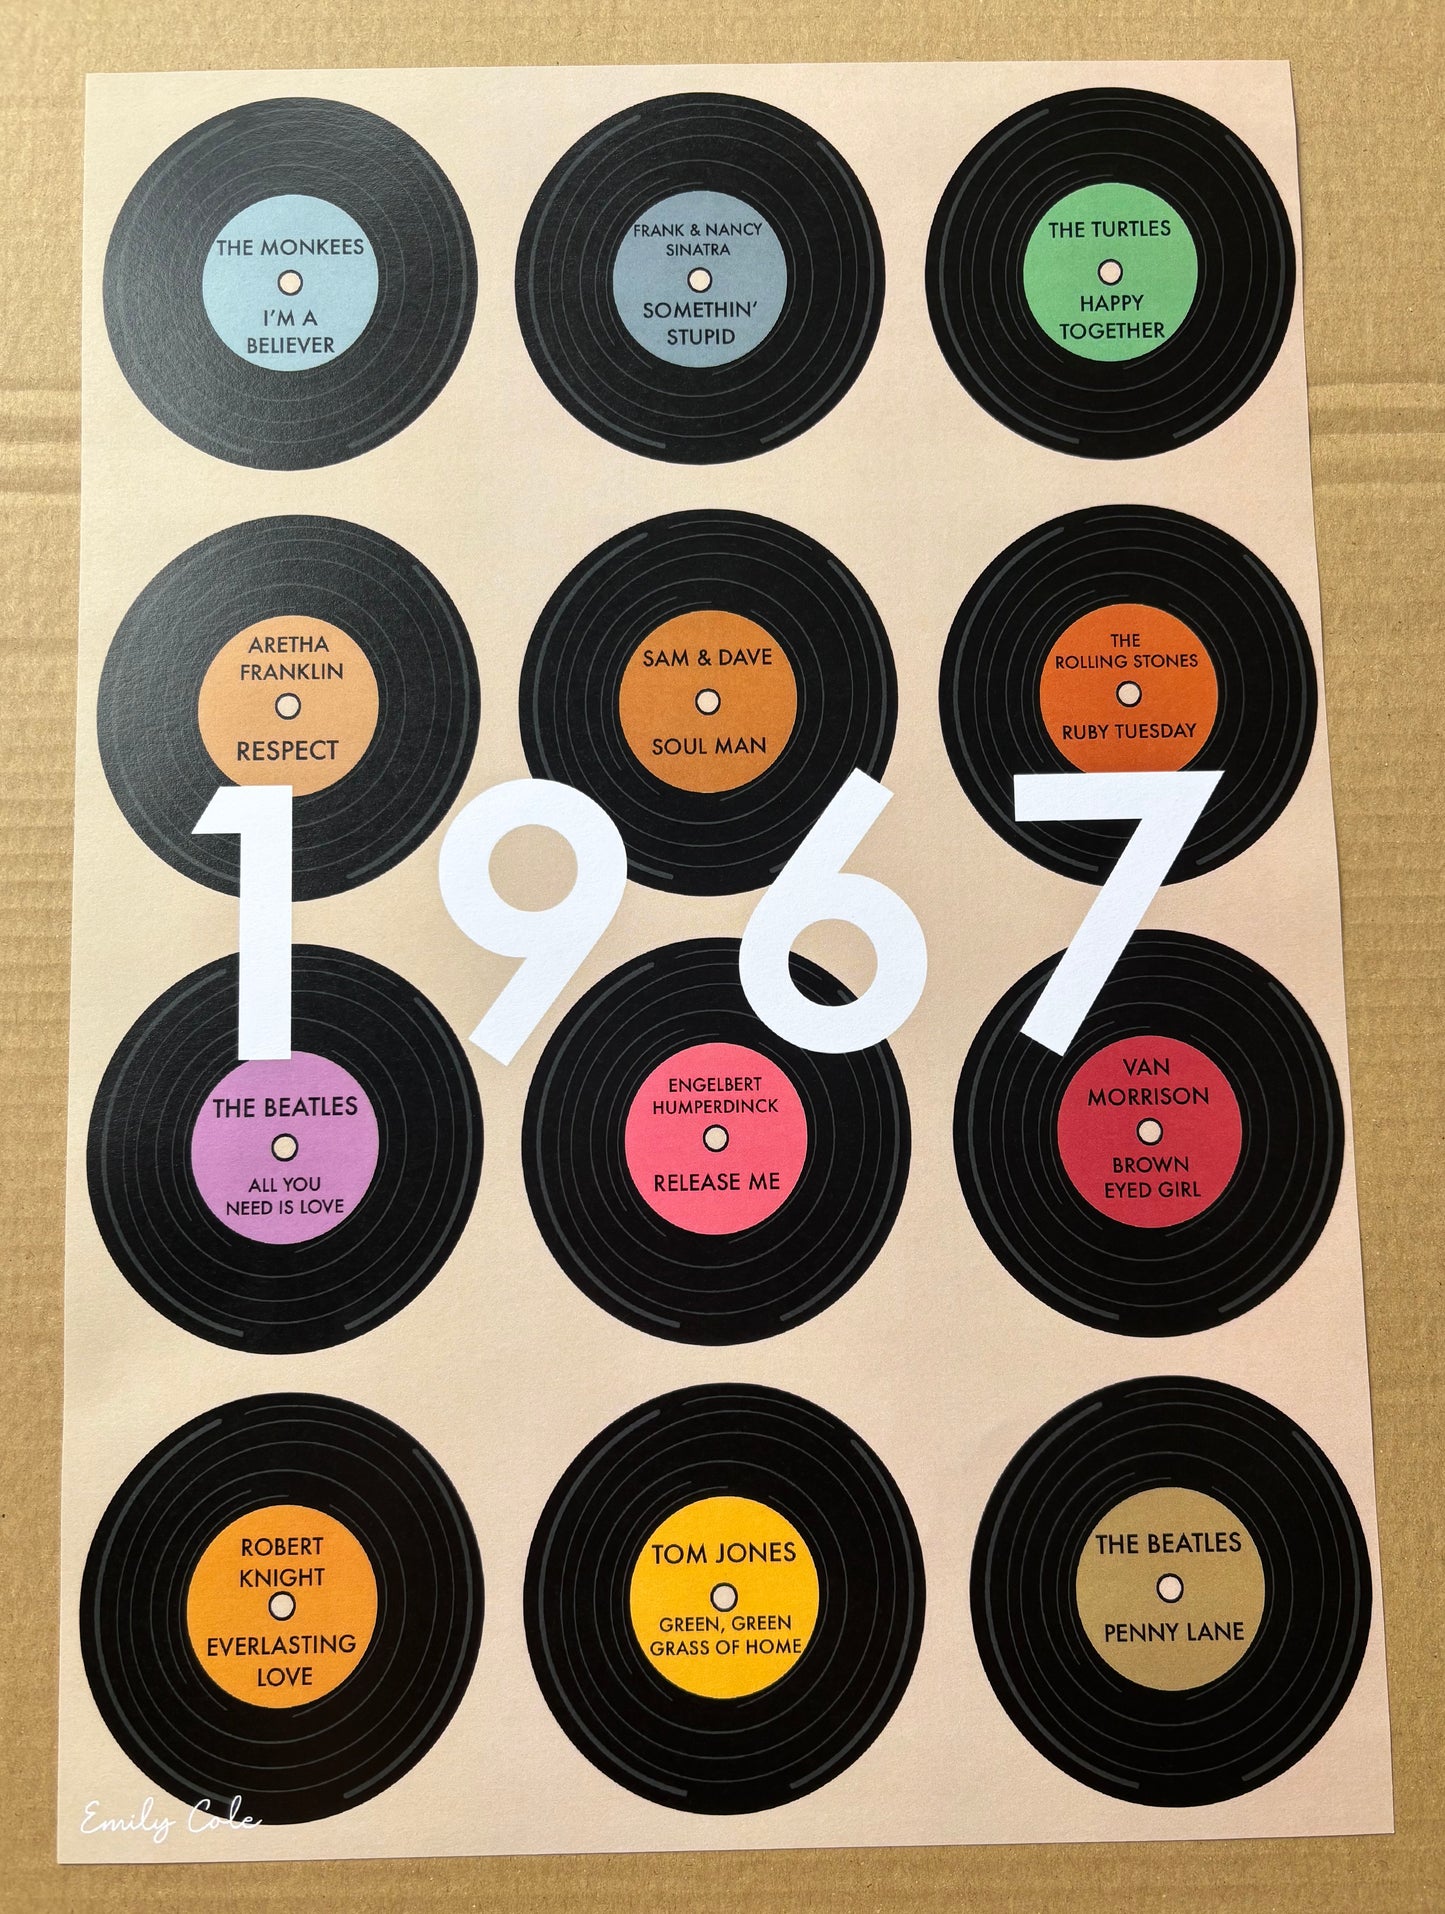 THE MONKEES
I'M A
BELIEVER
FRANK & NANCY
SINATRA
SOMETHIN'
STUPID
THE TURTLES
HAPPY
TOGETHER
ARETHA
FRANKLIN
RESPECT
SAM & DAVE
SOUL MAN
THE
ROLLING STONES
RUBY TUESDAY
1967
THE BEATLES
ALL YOU
NEED IS LOVE
ENGELBERT
HUMPERDINCK
RELEASE ME
VAN
MORRISON
BROWN
EYED GIRL
ROBERT
KNIGHT
EVERLASTING
LOVE
TOM JONES
GREEN, GREEN
GRASS OF HOME
THE BEATLES
PENNY LANE
Emily Cole